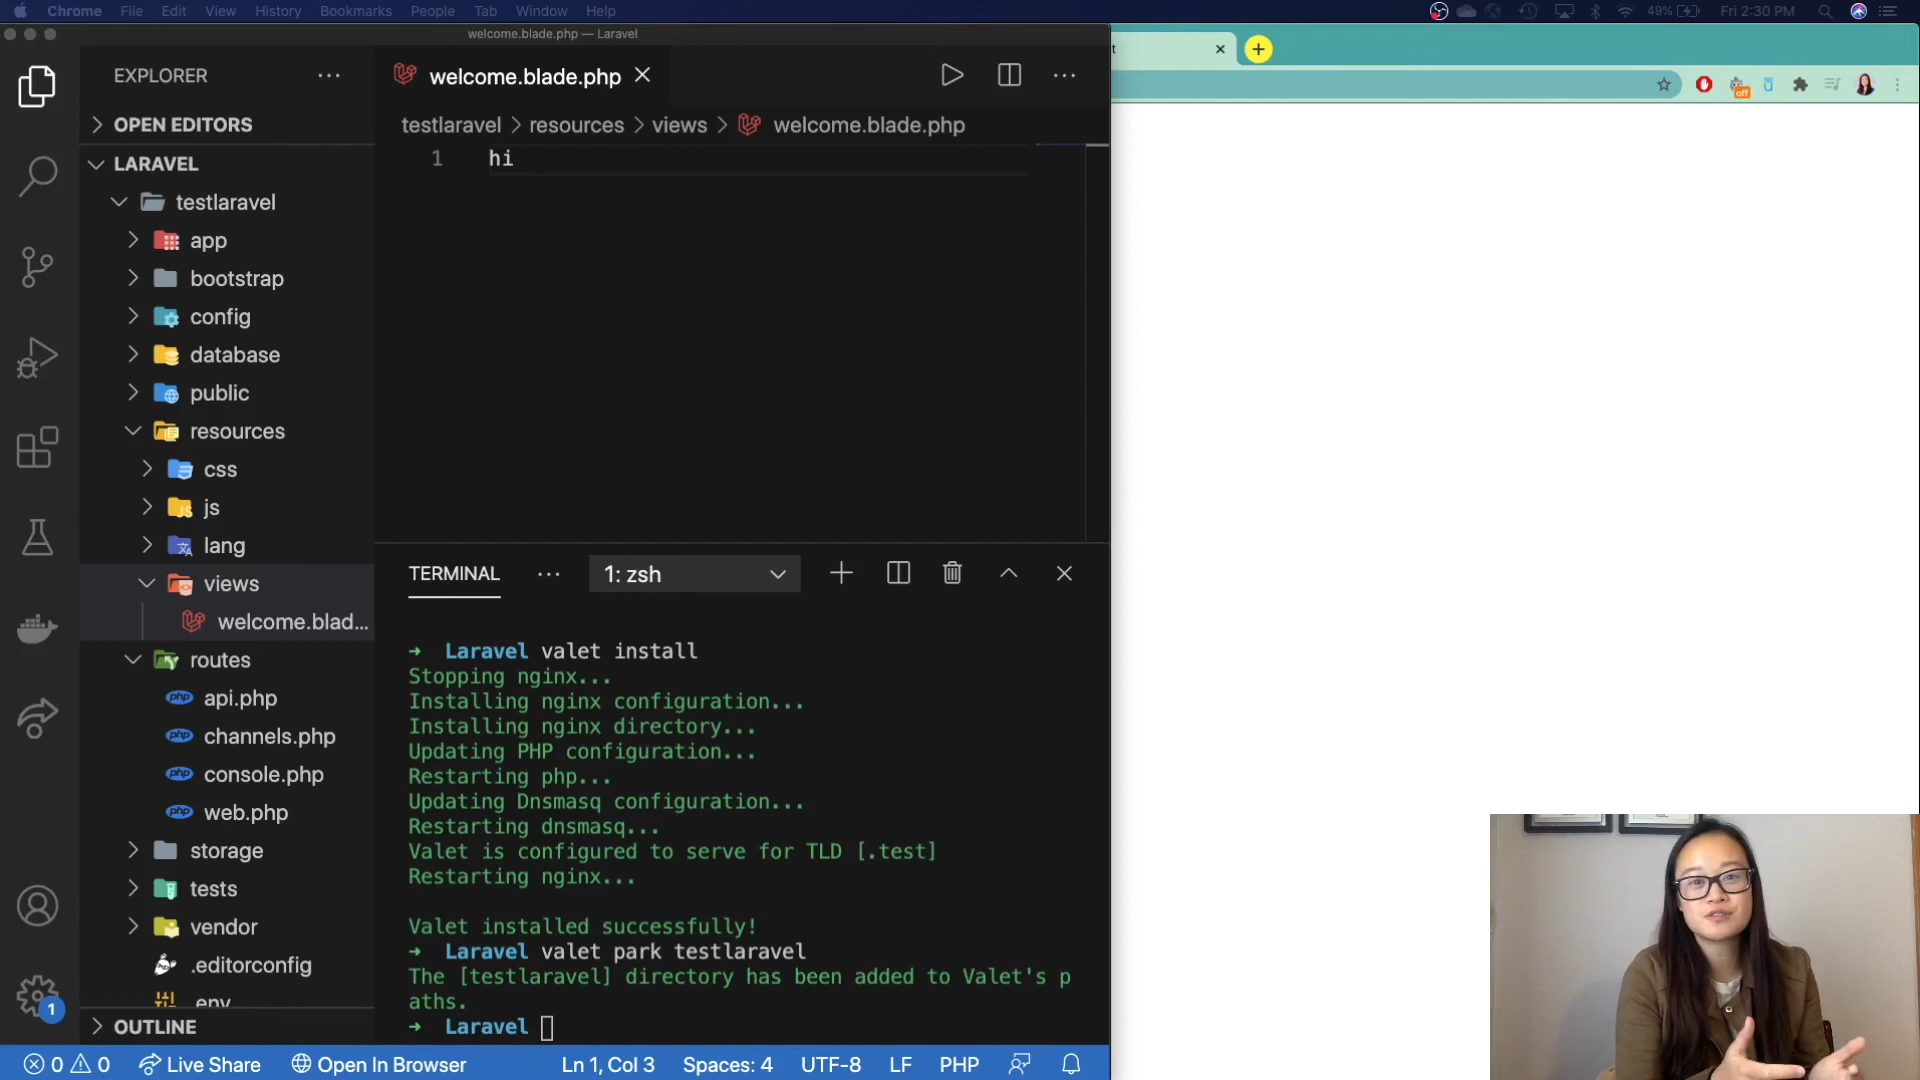 Chrome File Edit View History Bookmarks People Tab Window Help
49% Fri 2:30 PM
welcome.blade.php — Laravel
EXPLORER
welcome.blade.php
OPEN EDITORS
testlaravel > resources > views > welcome.blade.php
LARAVEL
1 hi
testlaravel
app
bootstrap
config
database
public
resources
css
js
lang
views
welcome.blad...
routes
api.php
channels.php
console.php
web.php
storage
tests
vendor
.editorconfig
.env
OUTLINE
TERMINAL
1: zsh
→ Laravel valet install
Stopping nginx...
Installing nginx configuration...
Installing nginx directory...
Updating PHP configuration...
Restarting php...
Updating Dnsmasq configuration...
Restarting dnsmasq...
Valet is configured to serve for TLD [.test]
Restarting nginx...
Valet installed successfully!
→ Laravel valet park testlaravel
The [testlaravel] directory has been added to Valet's p
aths.
→ Laravel
off
1
0 0 Live Share Open In Browser Ln 1, Col 3 Spaces: 4 UTF-8 LF PHP